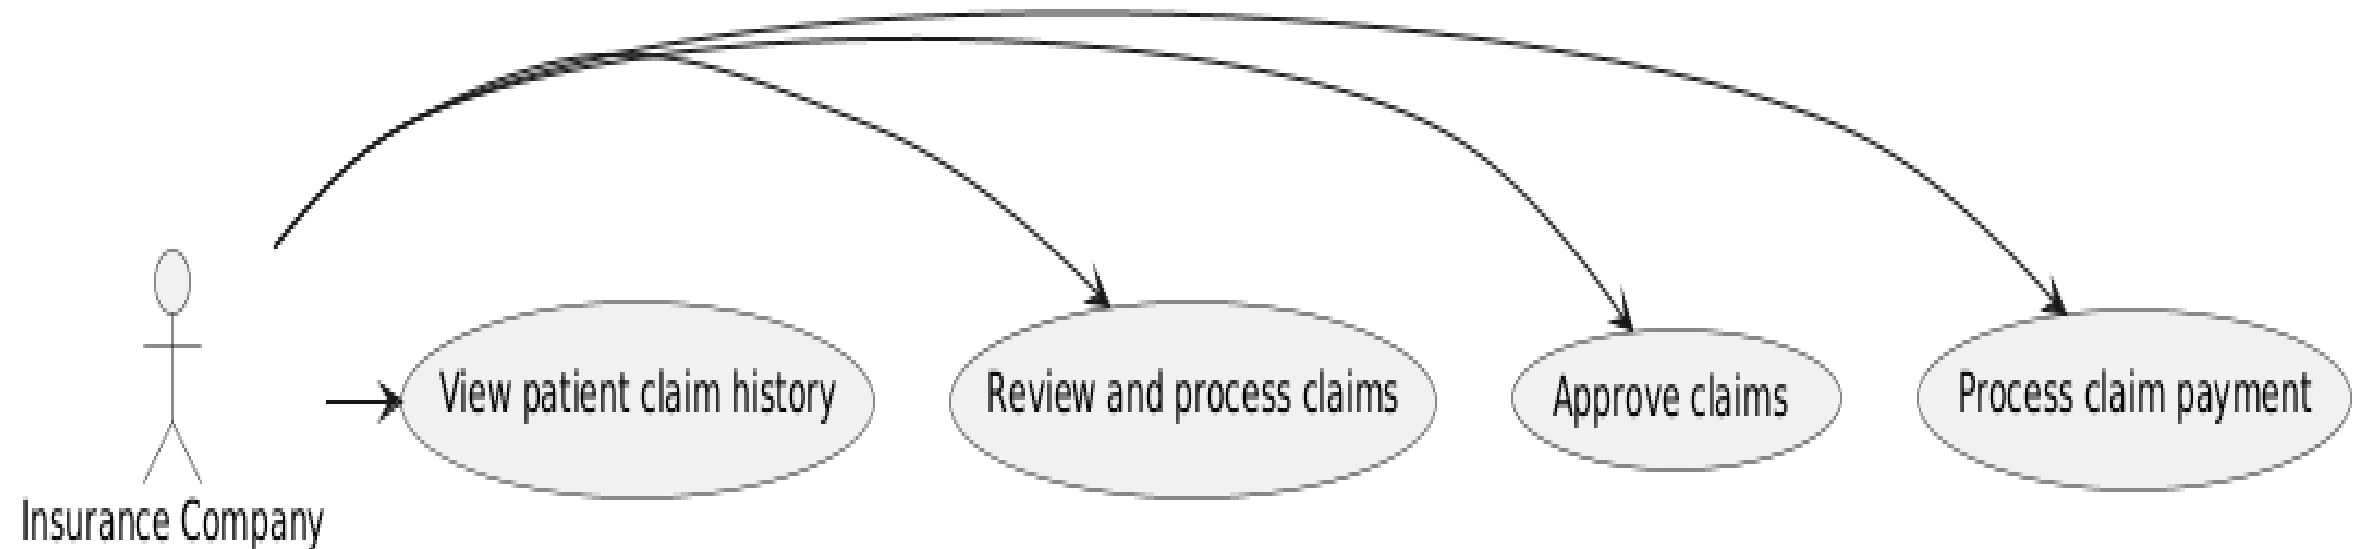 View patient claim history
Review and process claims
Approve claims
Process claim payment
Insurance Company